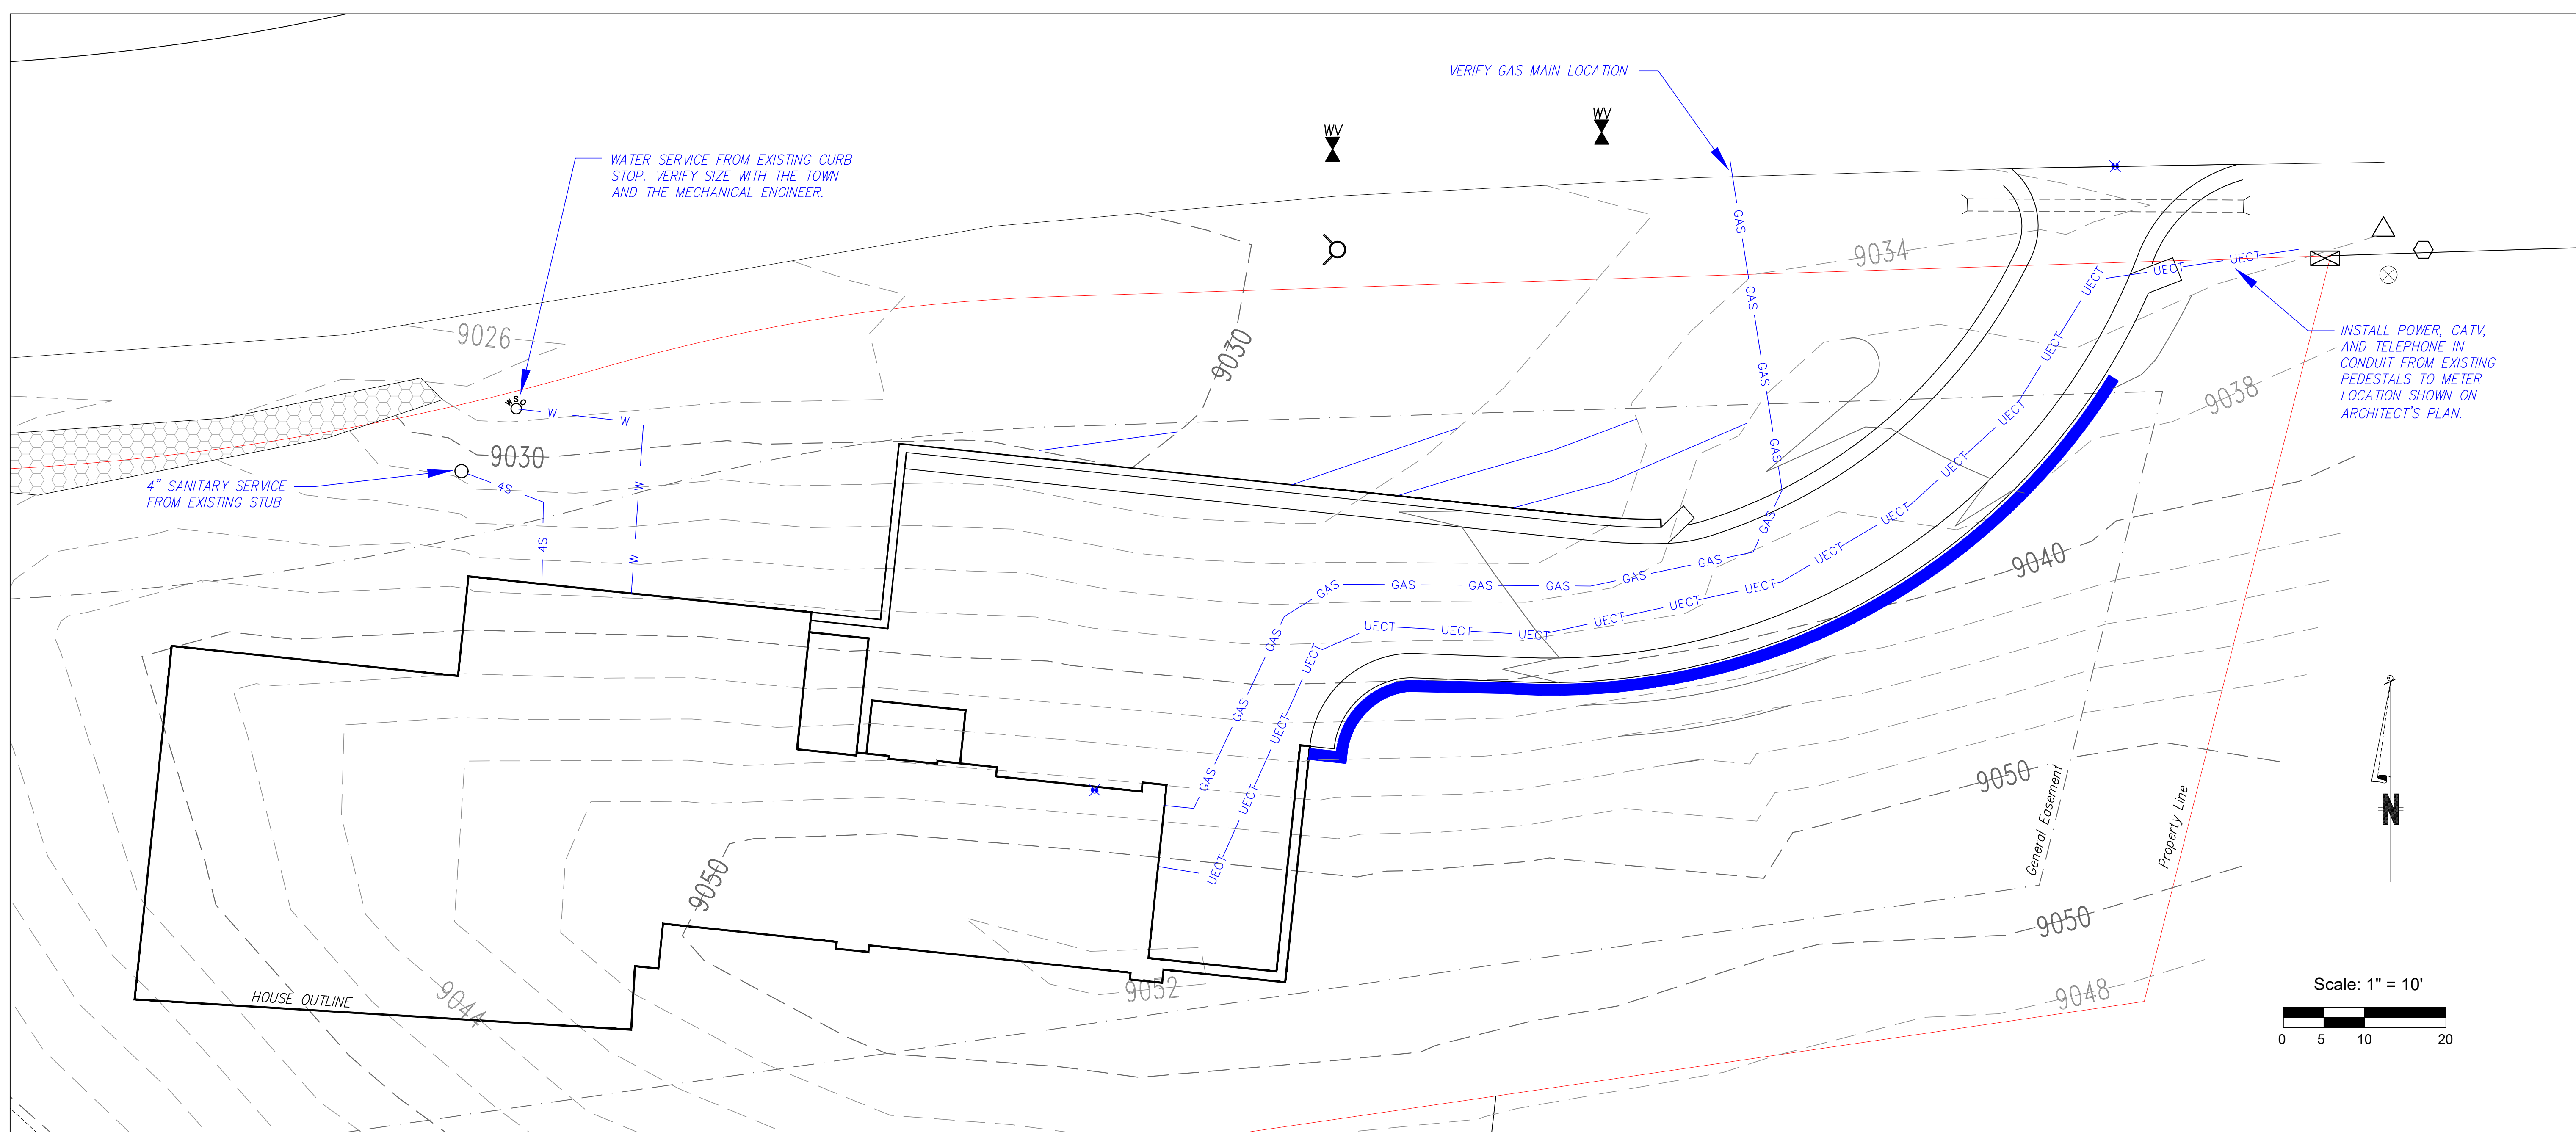 VERIFY GAS MAIN LOCATION
WV
WV
WATER SERVICE FROM EXISTING CURB
STOP. VERIFY SIZE WITH THE TOWN
AND THE MECHANICAL ENGINEER.
GAS
9034
UECT
UECT
UECT
GAS
9026
9030
UECT
INSTALL POWER, CATV,
AND TELEPHONE IN
CONDUIT FROM EXISTING
PEDESTALS TO METER
LOCATION SHOWN ON
ARCHITECT'S PLAN.
GAS
9038
WSO
W
W
UECT
GAS
9030
UECT
GAS
4" SANITARY SERVICE
FROM EXISTING STUB
4S
W
UECT
GAS
4S
W
UECT
9040
GAS
GAS
GAS
GAS
GAS
GAS
UECT
UECT
UECT
UECT
UECT
UECT
UECT
GAS
UECT
GAS
UECT
GAS
UECT
9050
General Easement
Property Line
N
UECT
9050
9050
9052
9048
HOUSE OUTLINE
9044
Scale: 1" = 10'
0 5 10 20